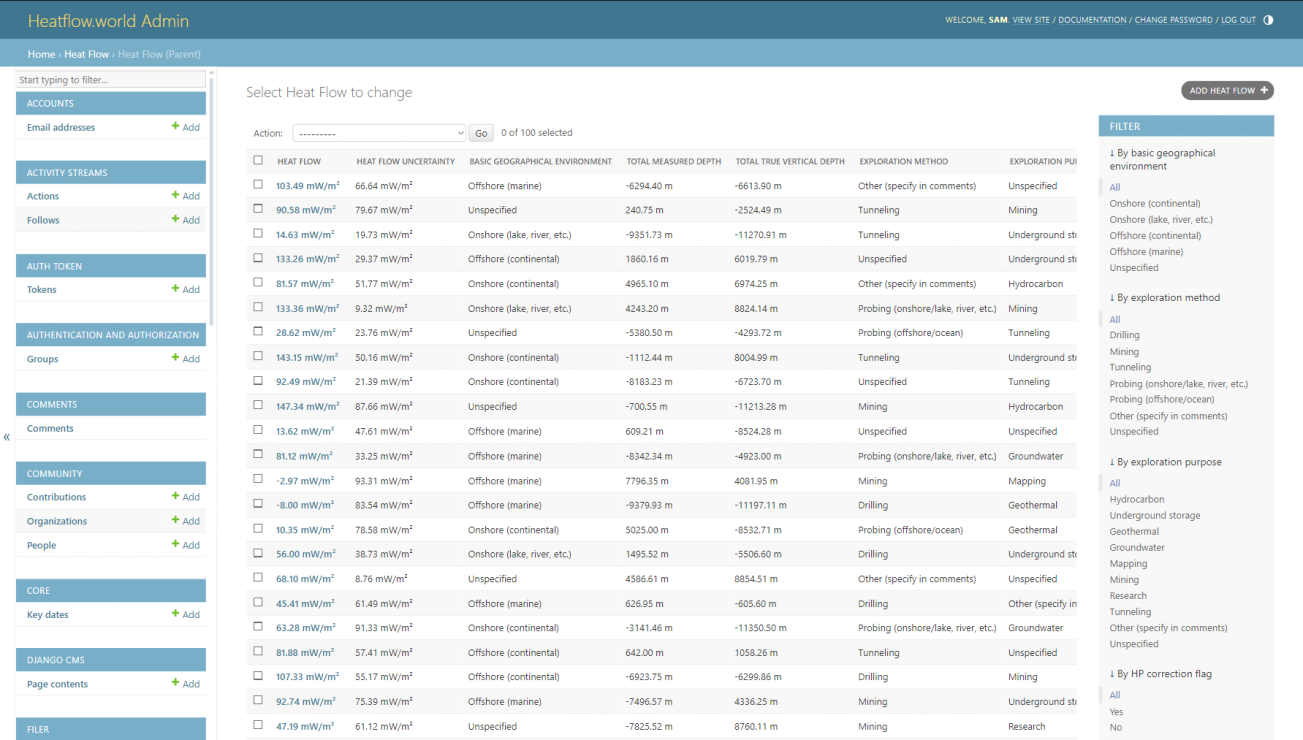 Heatflow.world Admin
WELCOME, SAM. VIEW SITE / DOCUMENTATION / CHANGE PASSWORD / LOG OUT
Home › Heat Flow › Heat Flow (Parent)
Start typing to filter...
ACCOUNTS
Email addresses + Add
ACTIVITY STREAMS
Actions + Add
Follows + Add
AUTH TOKEN
Tokens + Add
AUTHENTICATION AND AUTHORIZATION
Groups + Add
COMMENTS
Comments
COMMUNITY
Contributions + Add
Organizations + Add
People + Add
CORE
Key dates + Add
DJANGO CMS
Page contents + Add
FILER
«
Select Heat Flow to change
ADD HEAT FLOW +
Action: --------- Go 0 of 100 selected
HEAT FLOW HEAT FLOW UNCERTAINTY BASIC GEOGRAPHICAL ENVIRONMENT TOTAL MEASURED DEPTH TOTAL TRUE VERTICAL DEPTH EXPLORATION METHOD EXPLORATION PU
103.49 mW/m² 66.64 mW/m² Offshore (marine) -6294.40 m -6613.90 m Other (specify in comments) Unspecified
90.58 mW/m² 79.67 mW/m² Unspecified 240.75 m -2524.49 m Tunneling Mining
14.63 mW/m² 19.73 mW/m² Onshore (lake, river, etc.) -9351.73 m -11270.91 m Tunneling Underground sto
133.26 mW/m² 29.37 mW/m² Offshore (continental) 1860.16 m 6019.79 m Unspecified Underground sto
81.57 mW/m² 51.77 mW/m² Onshore (continental) 4965.10 m 6974.25 m Other (specify in comments) Hydrocarbon
133.36 mW/m² 9.32 mW/m² Onshore (lake, river, etc.) 4243.20 m 8824.14 m Probing (onshore/lake, river, etc.) Mining
28.62 mW/m² 23.76 mW/m² Unspecified -5380.50 m -4293.72 m Probing (offshore/ocean) Tunneling
143.15 mW/m² 50.16 mW/m² Onshore (continental) -1112.44 m 8004.99 m Tunneling Underground sto
92.49 mW/m² 21.39 mW/m² Onshore (continental) -8183.23 m -6723.70 m Unspecified Tunneling
147.34 mW/m² 87.66 mW/m² Unspecified -700.55 m -11213.28 m Mining Hydrocarbon
13.62 mW/m² 47.61 mW/m² Offshore (marine) 609.21 m -8524.28 m Unspecified Unspecified
81.12 mW/m² 33.25 mW/m² Offshore (marine) -8342.34 m -4923.00 m Probing (onshore/lake, river, etc.) Groundwater
-2.97 mW/m² 93.31 mW/m² Offshore (marine) 7796.35 m 4081.95 m Mining Mapping
-8.00 mW/m² 83.54 mW/m² Offshore (marine) -9379.93 m -11197.11 m Drilling Geothermal
10.35 mW/m² 78.58 mW/m² Onshore (continental) 5025.00 m -8532.71 m Probing (offshore/ocean) Geothermal
56.00 mW/m² 38.73 mW/m² Onshore (lake, river, etc.) 1495.52 m -5506.60 m Drilling Underground sto
68.10 mW/m² 8.76 mW/m² Unspecified 4586.61 m 8854.51 m Other (specify in comments) Unspecified
45.41 mW/m² 61.49 mW/m² Offshore (marine) 626.95 m -605.60 m Drilling Other (specify in
63.28 mW/m² 91.33 mW/m² Onshore (continental) -3141.46 m -11350.50 m Probing (onshore/lake, river, etc.) Groundwater
81.88 mW/m² 57.41 mW/m² Offshore (continental) 642.00 m 1058.26 m Tunneling Unspecified
107.33 mW/m² 55.17 mW/m² Offshore (continental) -6923.75 m -6299.86 m Drilling Mining
92.74 mW/m² 75.39 mW/m² Offshore (marine) -7496.57 m 4336.25 m Mining Underground sto
47.19 mW/m² 61.12 mW/m² Unspecified -7825.52 m 8760.11 m Mining Research
FILTER
↓ By basic geographical
environment
All
Onshore (continental)
Onshore (lake, river, etc.)
Offshore (continental)
Offshore (marine)
Unspecified
↓ By exploration method
All
Drilling
Mining
Tunneling
Probing (onshore/lake, river, etc.)
Probing (offshore/ocean)
Other (specify in comments)
Unspecified
↓ By exploration purpose
All
Hydrocarbon
Underground storage
Geothermal
Groundwater
Mapping
Mining
Research
Tunneling
Other (specify in comments)
Unspecified
↓ By HP correction flag
All
Yes
No